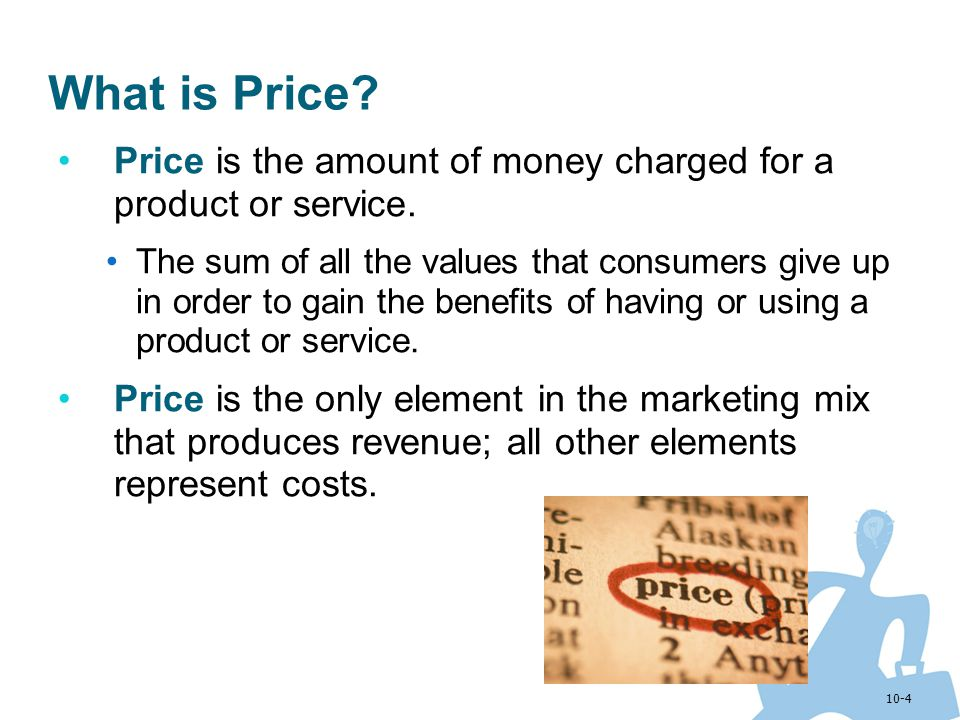 What is Price?
• Price is the amount of money charged for a
product or service.
• The sum of all the values that consumers give up
in order to gain the benefits of having or using a
product or service.
• Price is the only element in the marketing mix
that produces revenue; all other elements
represent costs.
Prib-i-lof
re- Alaskan
ni- breeding
ple price (pri
on in excha
at 2 Anyt
10-4